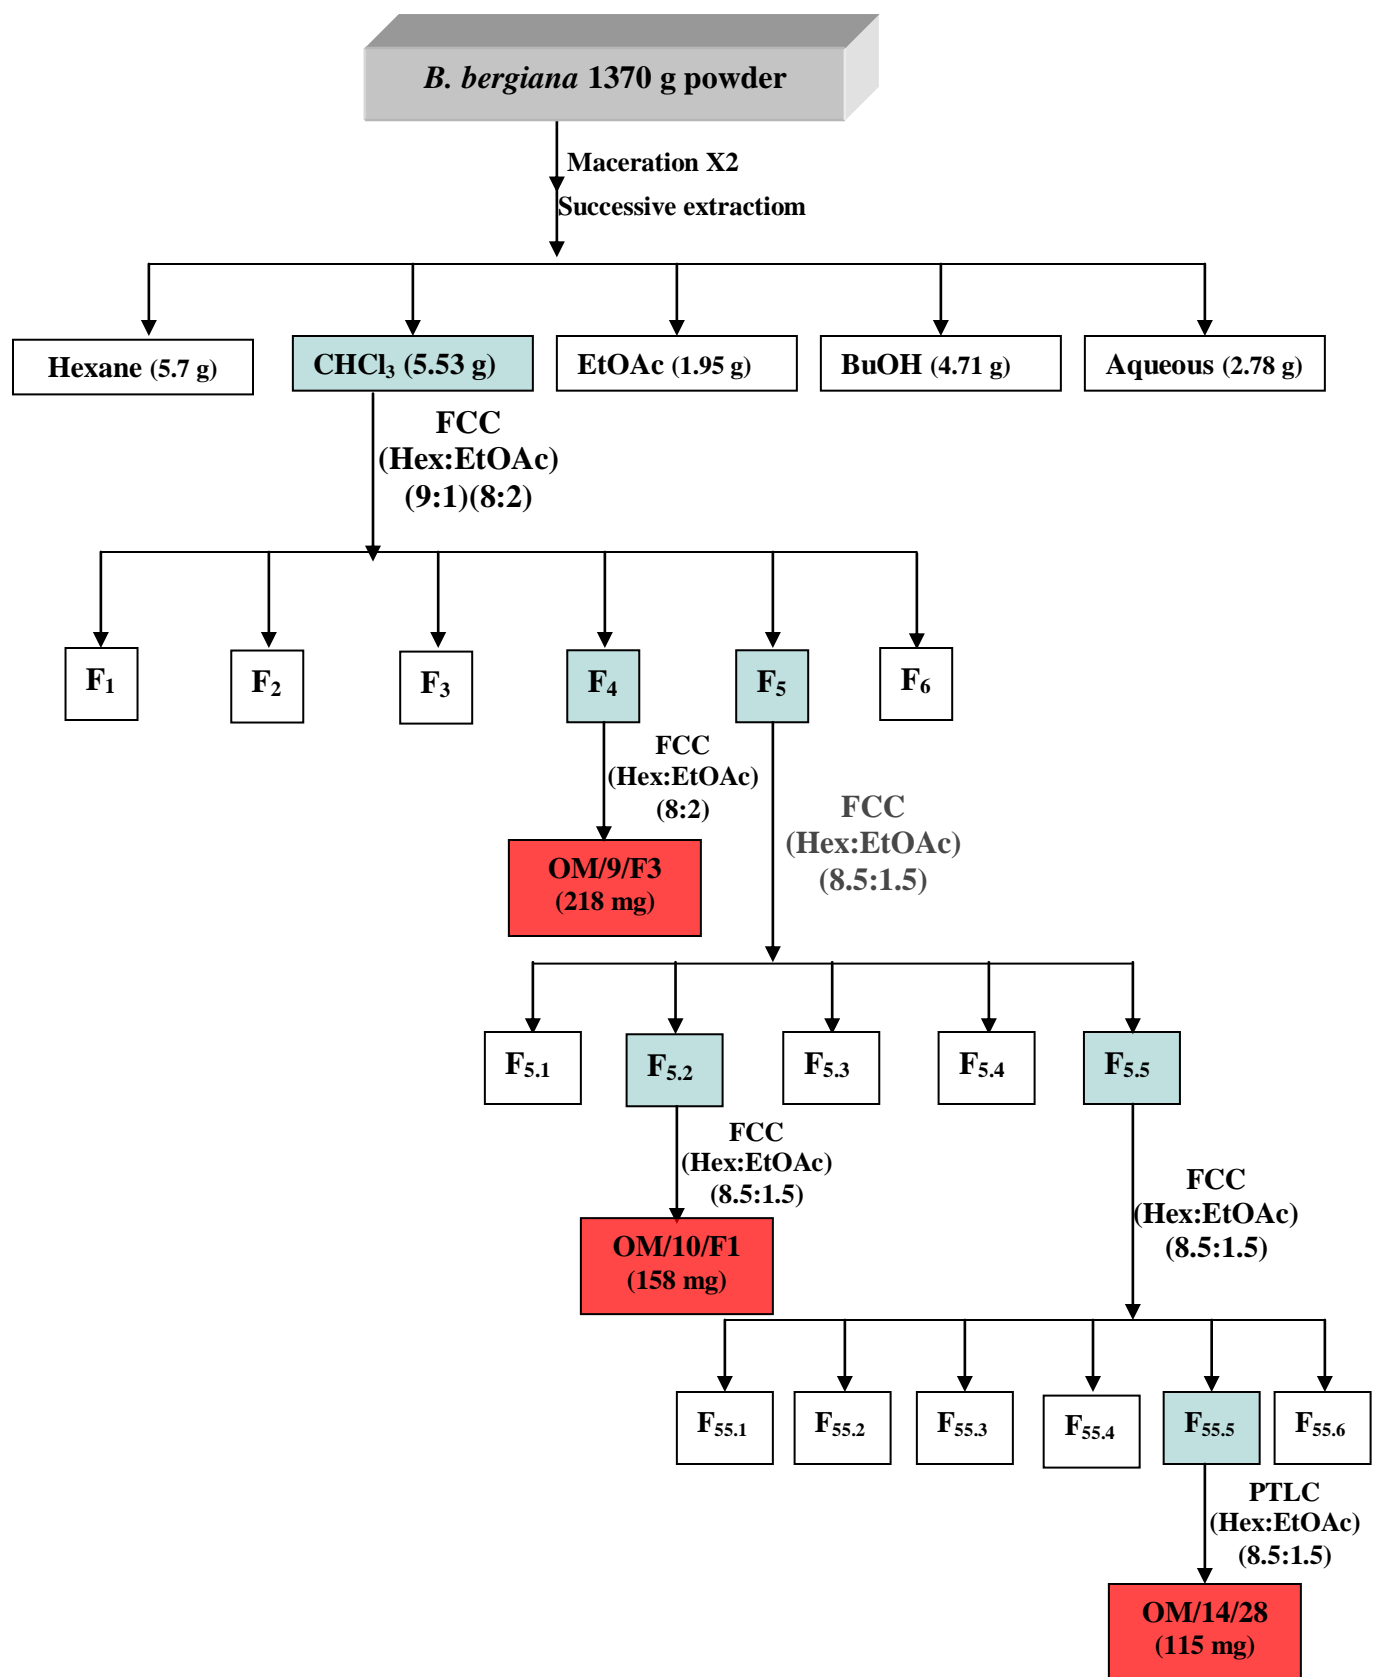 B. bergiana 1370 g powder
Maceration X2
Successive extractiom
Hexane (5.7 g)
CHCl₃ (5.53 g)
EtOAc (1.95 g)
BuOH (4.71 g)
Aqueous (2.78 g)
FCC
(Hex:EtOAc)
(9:1)(8:2)
F₁
F₂
F₃
F₄
F₅
F₆
FCC
(Hex:EtOAc)
(8:2)
FCC
(Hex:EtOAc)
(8.5:1.5)
OM/9/F3
(218 mg)
F₅.₁
F₅.₂
F₅.₃
F₅.₄
F₅.₅
FCC
(Hex:EtOAc)
(8.5:1.5)
FCC
(Hex:EtOAc)
(8.5:1.5)
OM/10/F1
(158 mg)
F₅₅.₁
F₅₅.₂
F₅₅.₃
F₅₅.₄
F₅₅.₅
F₅₅.₆
PTLC
(Hex:EtOAc)
(8.5:1.5)
OM/14/28
(115 mg)